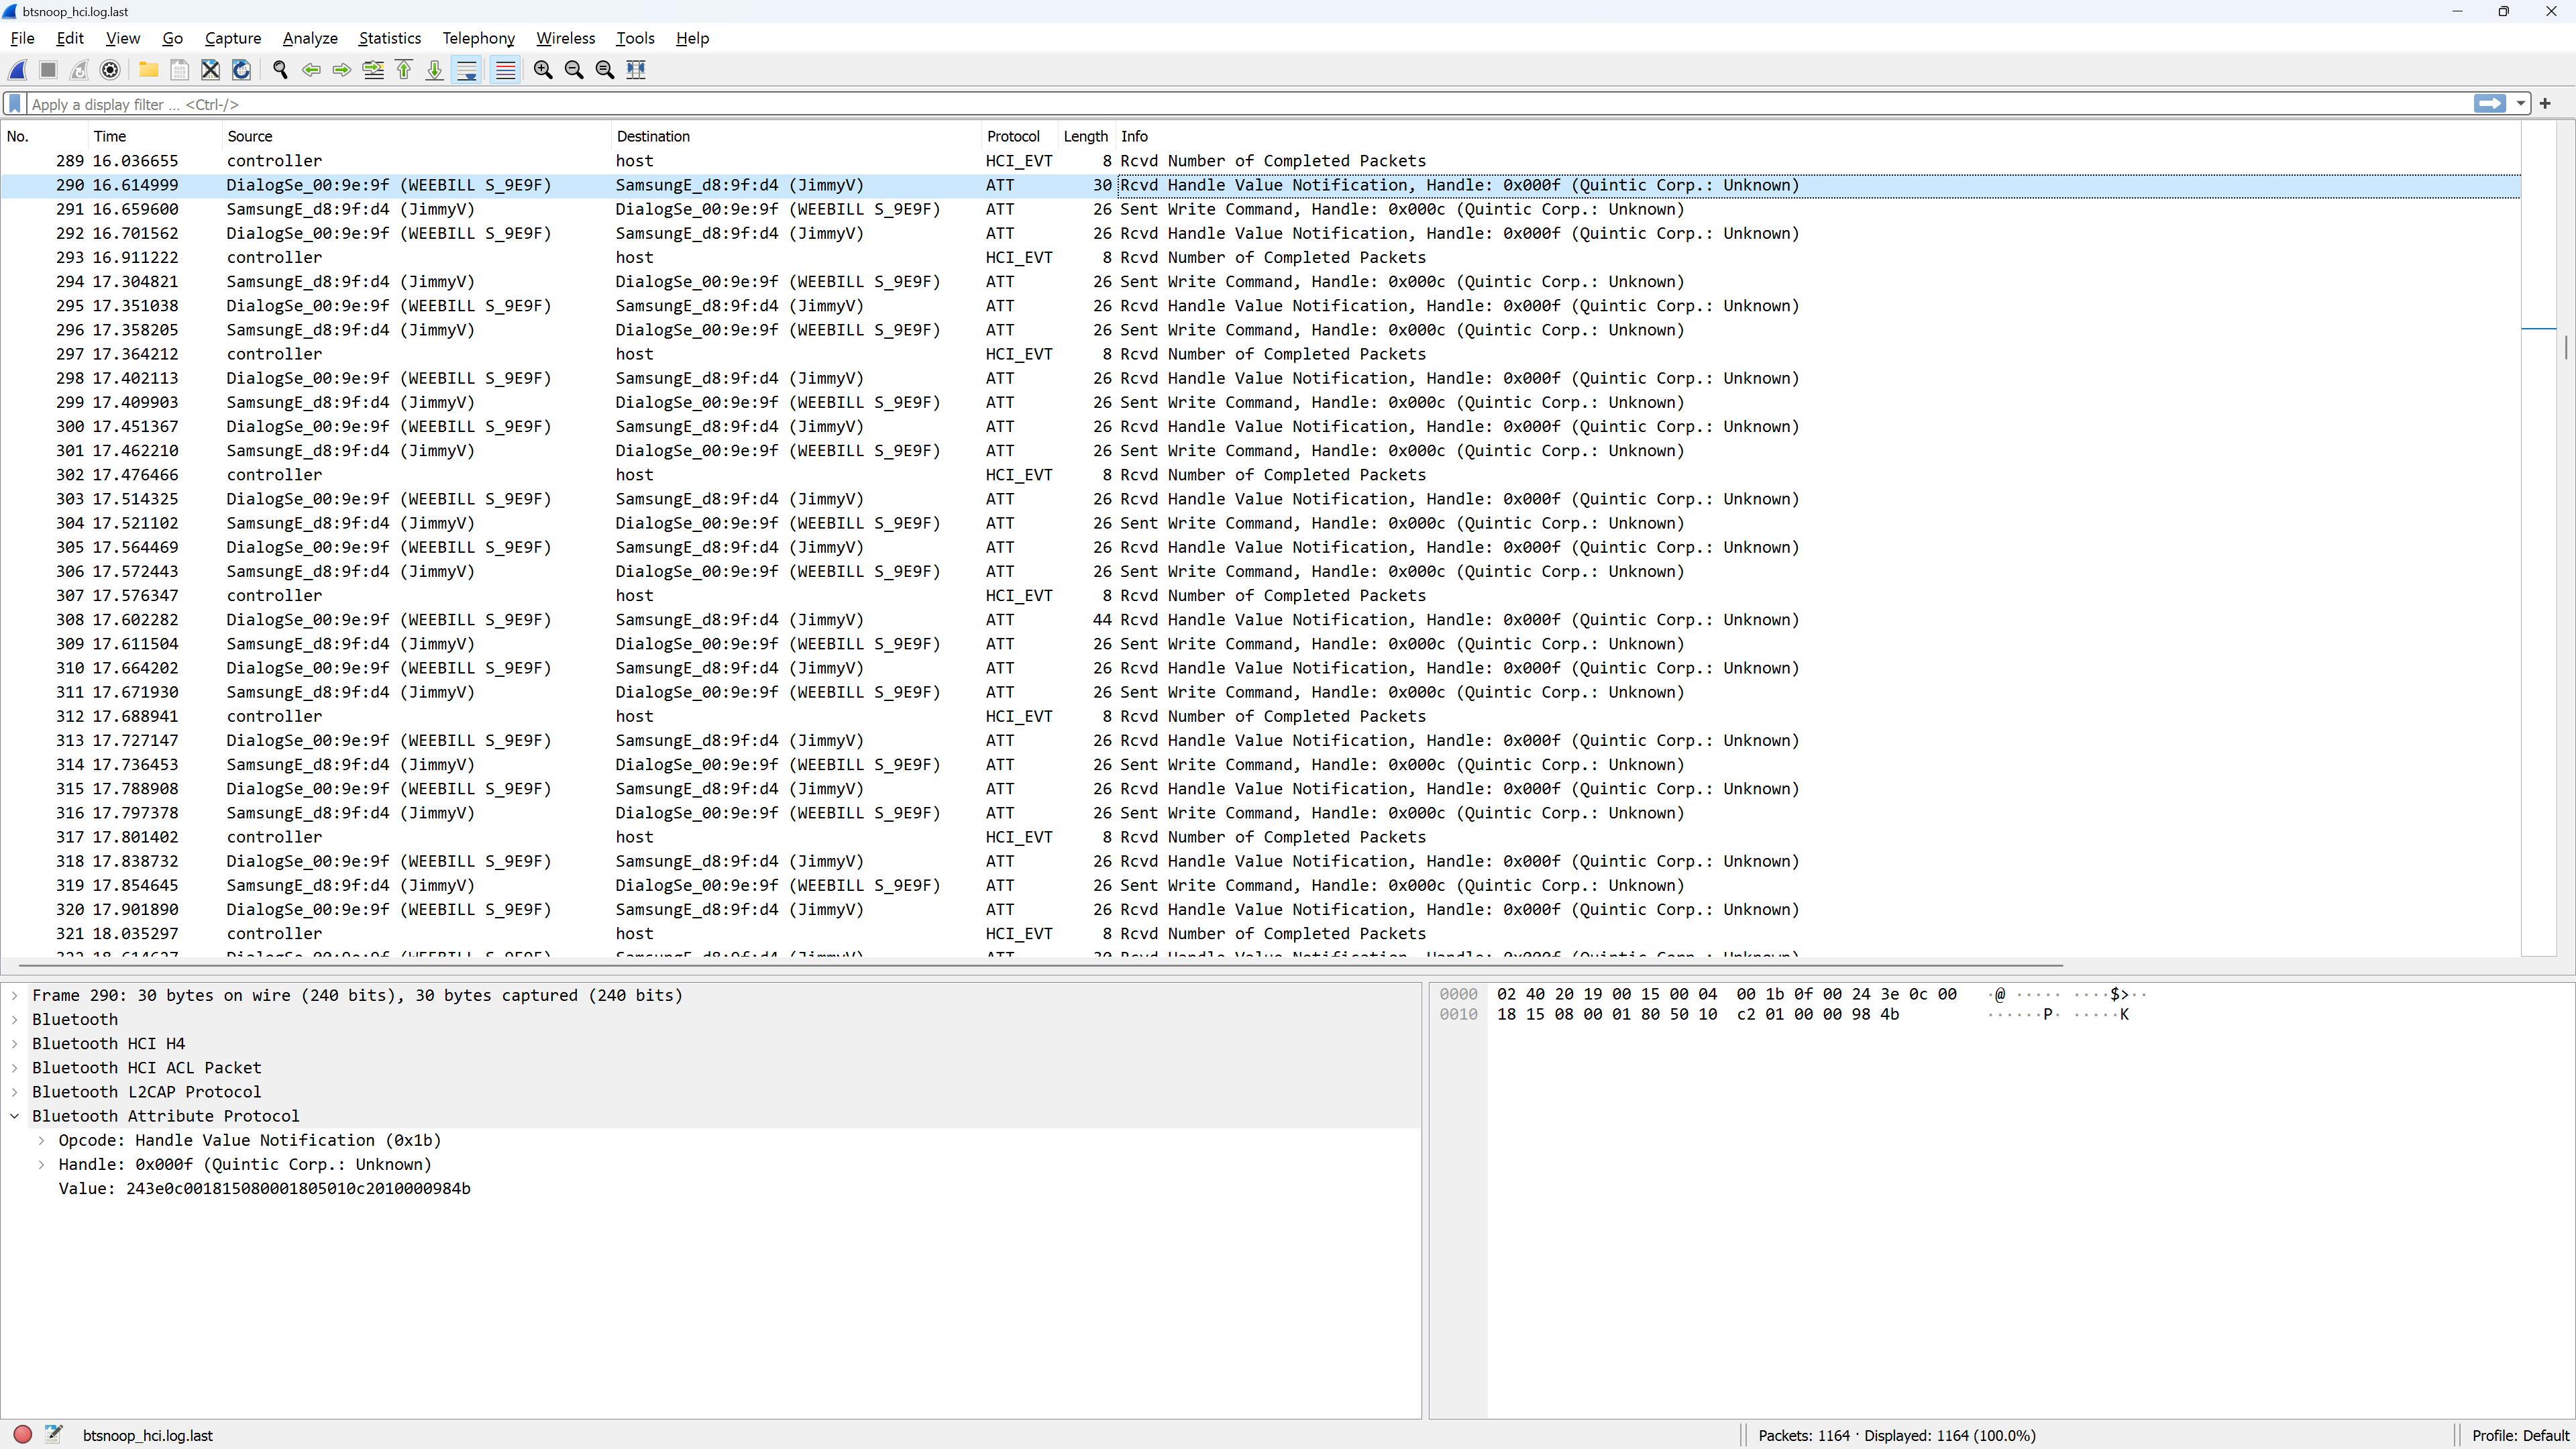 btsnoop_hci.log.last
File Edit View Go Capture Analyze Statistics Telephony Wireless Tools Help
Apply a display filter ... <Ctrl-/>
No. Time Source Destination Protocol Length Info
289 16.036655 controller host HCI_EVT 8 Rcvd Number of Completed Packets
290 16.614999 DialogSe_00:9e:9f (WEEBILL S_9E9F) SamsungE_d8:9f:d4 (JimmyV) ATT 30 Rcvd Handle Value Notification, Handle: 0x000f (Quintic Corp.: Unknown)
291 16.659600 SamsungE_d8:9f:d4 (JimmyV) DialogSe_00:9e:9f (WEEBILL S_9E9F) ATT 26 Sent Write Command, Handle: 0x000c (Quintic Corp.: Unknown)
292 16.701562 DialogSe_00:9e:9f (WEEBILL S_9E9F) SamsungE_d8:9f:d4 (JimmyV) ATT 26 Rcvd Handle Value Notification, Handle: 0x000f (Quintic Corp.: Unknown)
293 16.911222 controller host HCI_EVT 8 Rcvd Number of Completed Packets
294 17.304821 SamsungE_d8:9f:d4 (JimmyV) DialogSe_00:9e:9f (WEEBILL S_9E9F) ATT 26 Sent Write Command, Handle: 0x000c (Quintic Corp.: Unknown)
295 17.351038 DialogSe_00:9e:9f (WEEBILL S_9E9F) SamsungE_d8:9f:d4 (JimmyV) ATT 26 Rcvd Handle Value Notification, Handle: 0x000f (Quintic Corp.: Unknown)
296 17.358205 SamsungE_d8:9f:d4 (JimmyV) DialogSe_00:9e:9f (WEEBILL S_9E9F) ATT 26 Sent Write Command, Handle: 0x000c (Quintic Corp.: Unknown)
297 17.364212 controller host HCI_EVT 8 Rcvd Number of Completed Packets
298 17.402113 DialogSe_00:9e:9f (WEEBILL S_9E9F) SamsungE_d8:9f:d4 (JimmyV) ATT 26 Rcvd Handle Value Notification, Handle: 0x000f (Quintic Corp.: Unknown)
299 17.409903 SamsungE_d8:9f:d4 (JimmyV) DialogSe_00:9e:9f (WEEBILL S_9E9F) ATT 26 Sent Write Command, Handle: 0x000c (Quintic Corp.: Unknown)
300 17.451367 DialogSe_00:9e:9f (WEEBILL S_9E9F) SamsungE_d8:9f:d4 (JimmyV) ATT 26 Rcvd Handle Value Notification, Handle: 0x000f (Quintic Corp.: Unknown)
301 17.462210 SamsungE_d8:9f:d4 (JimmyV) DialogSe_00:9e:9f (WEEBILL S_9E9F) ATT 26 Sent Write Command, Handle: 0x000c (Quintic Corp.: Unknown)
302 17.476466 controller host HCI_EVT 8 Rcvd Number of Completed Packets
303 17.514325 DialogSe_00:9e:9f (WEEBILL S_9E9F) SamsungE_d8:9f:d4 (JimmyV) ATT 26 Rcvd Handle Value Notification, Handle: 0x000f (Quintic Corp.: Unknown)
304 17.521102 SamsungE_d8:9f:d4 (JimmyV) DialogSe_00:9e:9f (WEEBILL S_9E9F) ATT 26 Sent Write Command, Handle: 0x000c (Quintic Corp.: Unknown)
305 17.564469 DialogSe_00:9e:9f (WEEBILL S_9E9F) SamsungE_d8:9f:d4 (JimmyV) ATT 26 Rcvd Handle Value Notification, Handle: 0x000f (Quintic Corp.: Unknown)
306 17.572443 SamsungE_d8:9f:d4 (JimmyV) DialogSe_00:9e:9f (WEEBILL S_9E9F) ATT 26 Sent Write Command, Handle: 0x000c (Quintic Corp.: Unknown)
307 17.576347 controller host HCI_EVT 8 Rcvd Number of Completed Packets
308 17.602282 DialogSe_00:9e:9f (WEEBILL S_9E9F) SamsungE_d8:9f:d4 (JimmyV) ATT 44 Rcvd Handle Value Notification, Handle: 0x000f (Quintic Corp.: Unknown)
309 17.611504 SamsungE_d8:9f:d4 (JimmyV) DialogSe_00:9e:9f (WEEBILL S_9E9F) ATT 26 Sent Write Command, Handle: 0x000c (Quintic Corp.: Unknown)
310 17.664202 DialogSe_00:9e:9f (WEEBILL S_9E9F) SamsungE_d8:9f:d4 (JimmyV) ATT 26 Rcvd Handle Value Notification, Handle: 0x000f (Quintic Corp.: Unknown)
311 17.671930 SamsungE_d8:9f:d4 (JimmyV) DialogSe_00:9e:9f (WEEBILL S_9E9F) ATT 26 Sent Write Command, Handle: 0x000c (Quintic Corp.: Unknown)
312 17.688941 controller host HCI_EVT 8 Rcvd Number of Completed Packets
313 17.727147 DialogSe_00:9e:9f (WEEBILL S_9E9F) SamsungE_d8:9f:d4 (JimmyV) ATT 26 Rcvd Handle Value Notification, Handle: 0x000f (Quintic Corp.: Unknown)
314 17.736453 SamsungE_d8:9f:d4 (JimmyV) DialogSe_00:9e:9f (WEEBILL S_9E9F) ATT 26 Sent Write Command, Handle: 0x000c (Quintic Corp.: Unknown)
315 17.788908 DialogSe_00:9e:9f (WEEBILL S_9E9F) SamsungE_d8:9f:d4 (JimmyV) ATT 26 Rcvd Handle Value Notification, Handle: 0x000f (Quintic Corp.: Unknown)
316 17.797378 SamsungE_d8:9f:d4 (JimmyV) DialogSe_00:9e:9f (WEEBILL S_9E9F) ATT 26 Sent Write Command, Handle: 0x000c (Quintic Corp.: Unknown)
317 17.801402 controller host HCI_EVT 8 Rcvd Number of Completed Packets
318 17.838732 DialogSe_00:9e:9f (WEEBILL S_9E9F) SamsungE_d8:9f:d4 (JimmyV) ATT 26 Rcvd Handle Value Notification, Handle: 0x000f (Quintic Corp.: Unknown)
319 17.854645 SamsungE_d8:9f:d4 (JimmyV) DialogSe_00:9e:9f (WEEBILL S_9E9F) ATT 26 Sent Write Command, Handle: 0x000c (Quintic Corp.: Unknown)
320 17.901890 DialogSe_00:9e:9f (WEEBILL S_9E9F) SamsungE_d8:9f:d4 (JimmyV) ATT 26 Rcvd Handle Value Notification, Handle: 0x000f (Quintic Corp.: Unknown)
321 18.035297 controller host HCI_EVT 8 Rcvd Number of Completed Packets
Frame 290: 30 bytes on wire (240 bits), 30 bytes captured (240 bits)
Bluetooth
Bluetooth HCI H4
Bluetooth HCI ACL Packet
Bluetooth L2CAP Protocol
Bluetooth Attribute Protocol
Opcode: Handle Value Notification (0x1b)
Handle: 0x000f (Quintic Corp.: Unknown)
Value: 243e0c001815080001805010c2010000984b
0000 02 40 20 19 00 15 00 04 00 1b 0f 00 24 3e 0c 00 ·@ ····· ····$>··
0010 18 15 08 00 01 80 50 10 c2 01 00 00 98 4b ······P· ·····K
btsnoop_hci.log.last
Packets: 1164 · Displayed: 1164 (100.0%)
Profile: Default